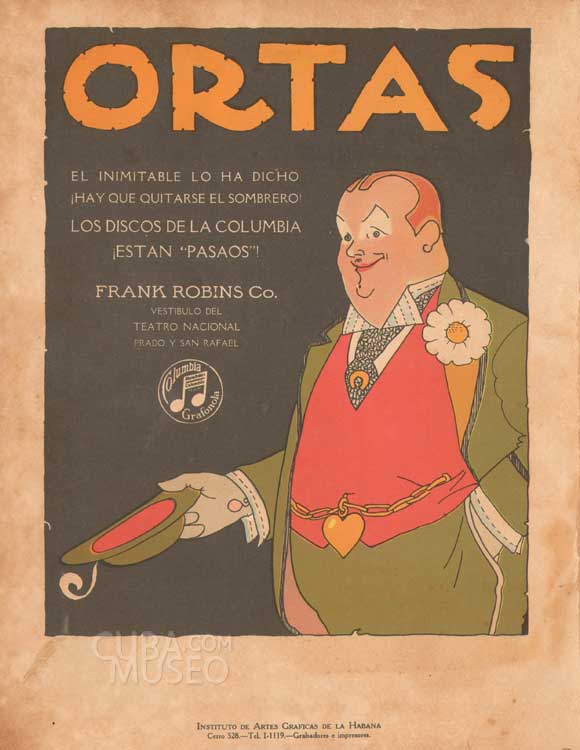 ORTAS
EL INIMITABLE LO HA DICHO
¡HAY QUE QUITARSE EL SOMBRERO!
LOS DISCOS DE LA COLUMBIA
¡ESTAN "PASAOS"!
FRANK ROBINS Co.
VESTIBULO DEL
TEATRO NACIONAL
PRADO Y SAN RAFAEL
Columbia
Grafonola
CUBA.com
MUSEO
INSTITUTO DE ARTES GRAFICAS DE LA HABANA
Cerro 528.—Tel. I-1119.—Grabadores e impresores.